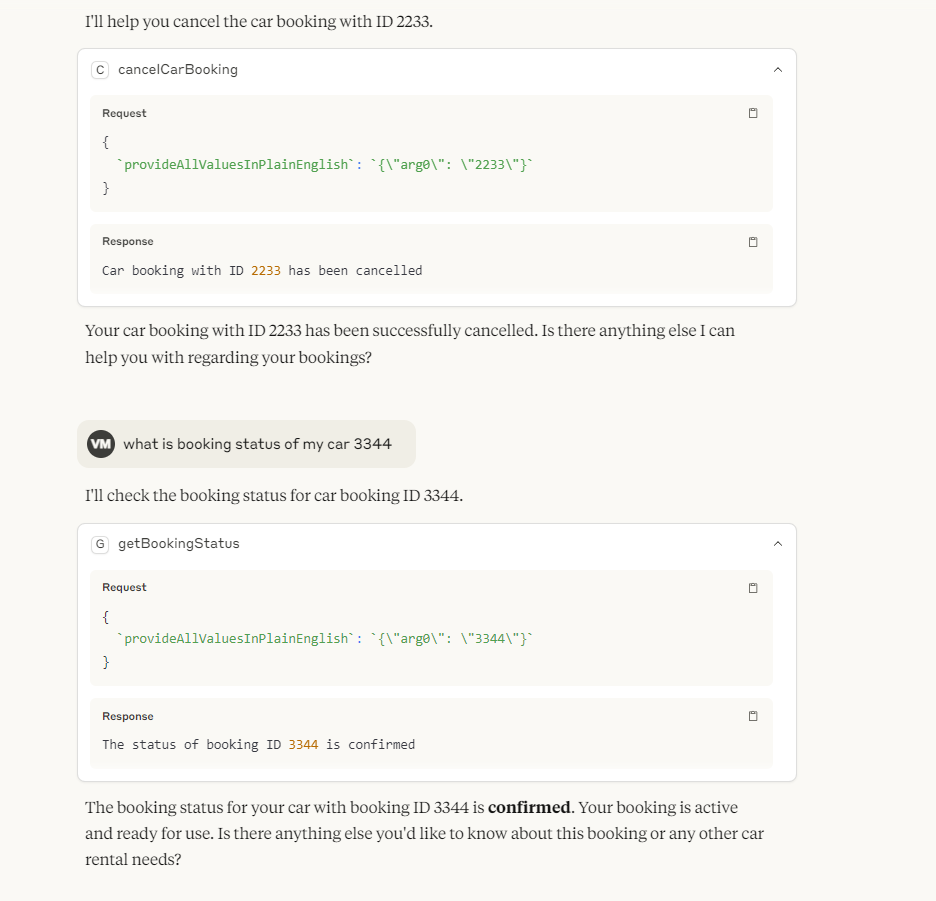 I'll help you cancel the car booking with ID 2233.
C cancelCarBooking
Request
{
`provideAllValuesInPlainEnglish`: `{\"arg0\": \"2233\"}`
}
Response
Car booking with ID 2233 has been cancelled
Your car booking with ID 2233 has been successfully cancelled. Is there anything else I can
help you with regarding your bookings?
VM what is booking status of my car 3344
I'll check the booking status for car booking ID 3344.
G getBookingStatus
Request
{
`provideAllValuesInPlainEnglish`: `{\"arg0\": \"3344\"}`
}
Response
The status of booking ID 3344 is confirmed
The booking status for your car with booking ID 3344 is confirmed. Your booking is active
and ready for use. Is there anything else you'd like to know about this booking or any other car
rental needs?